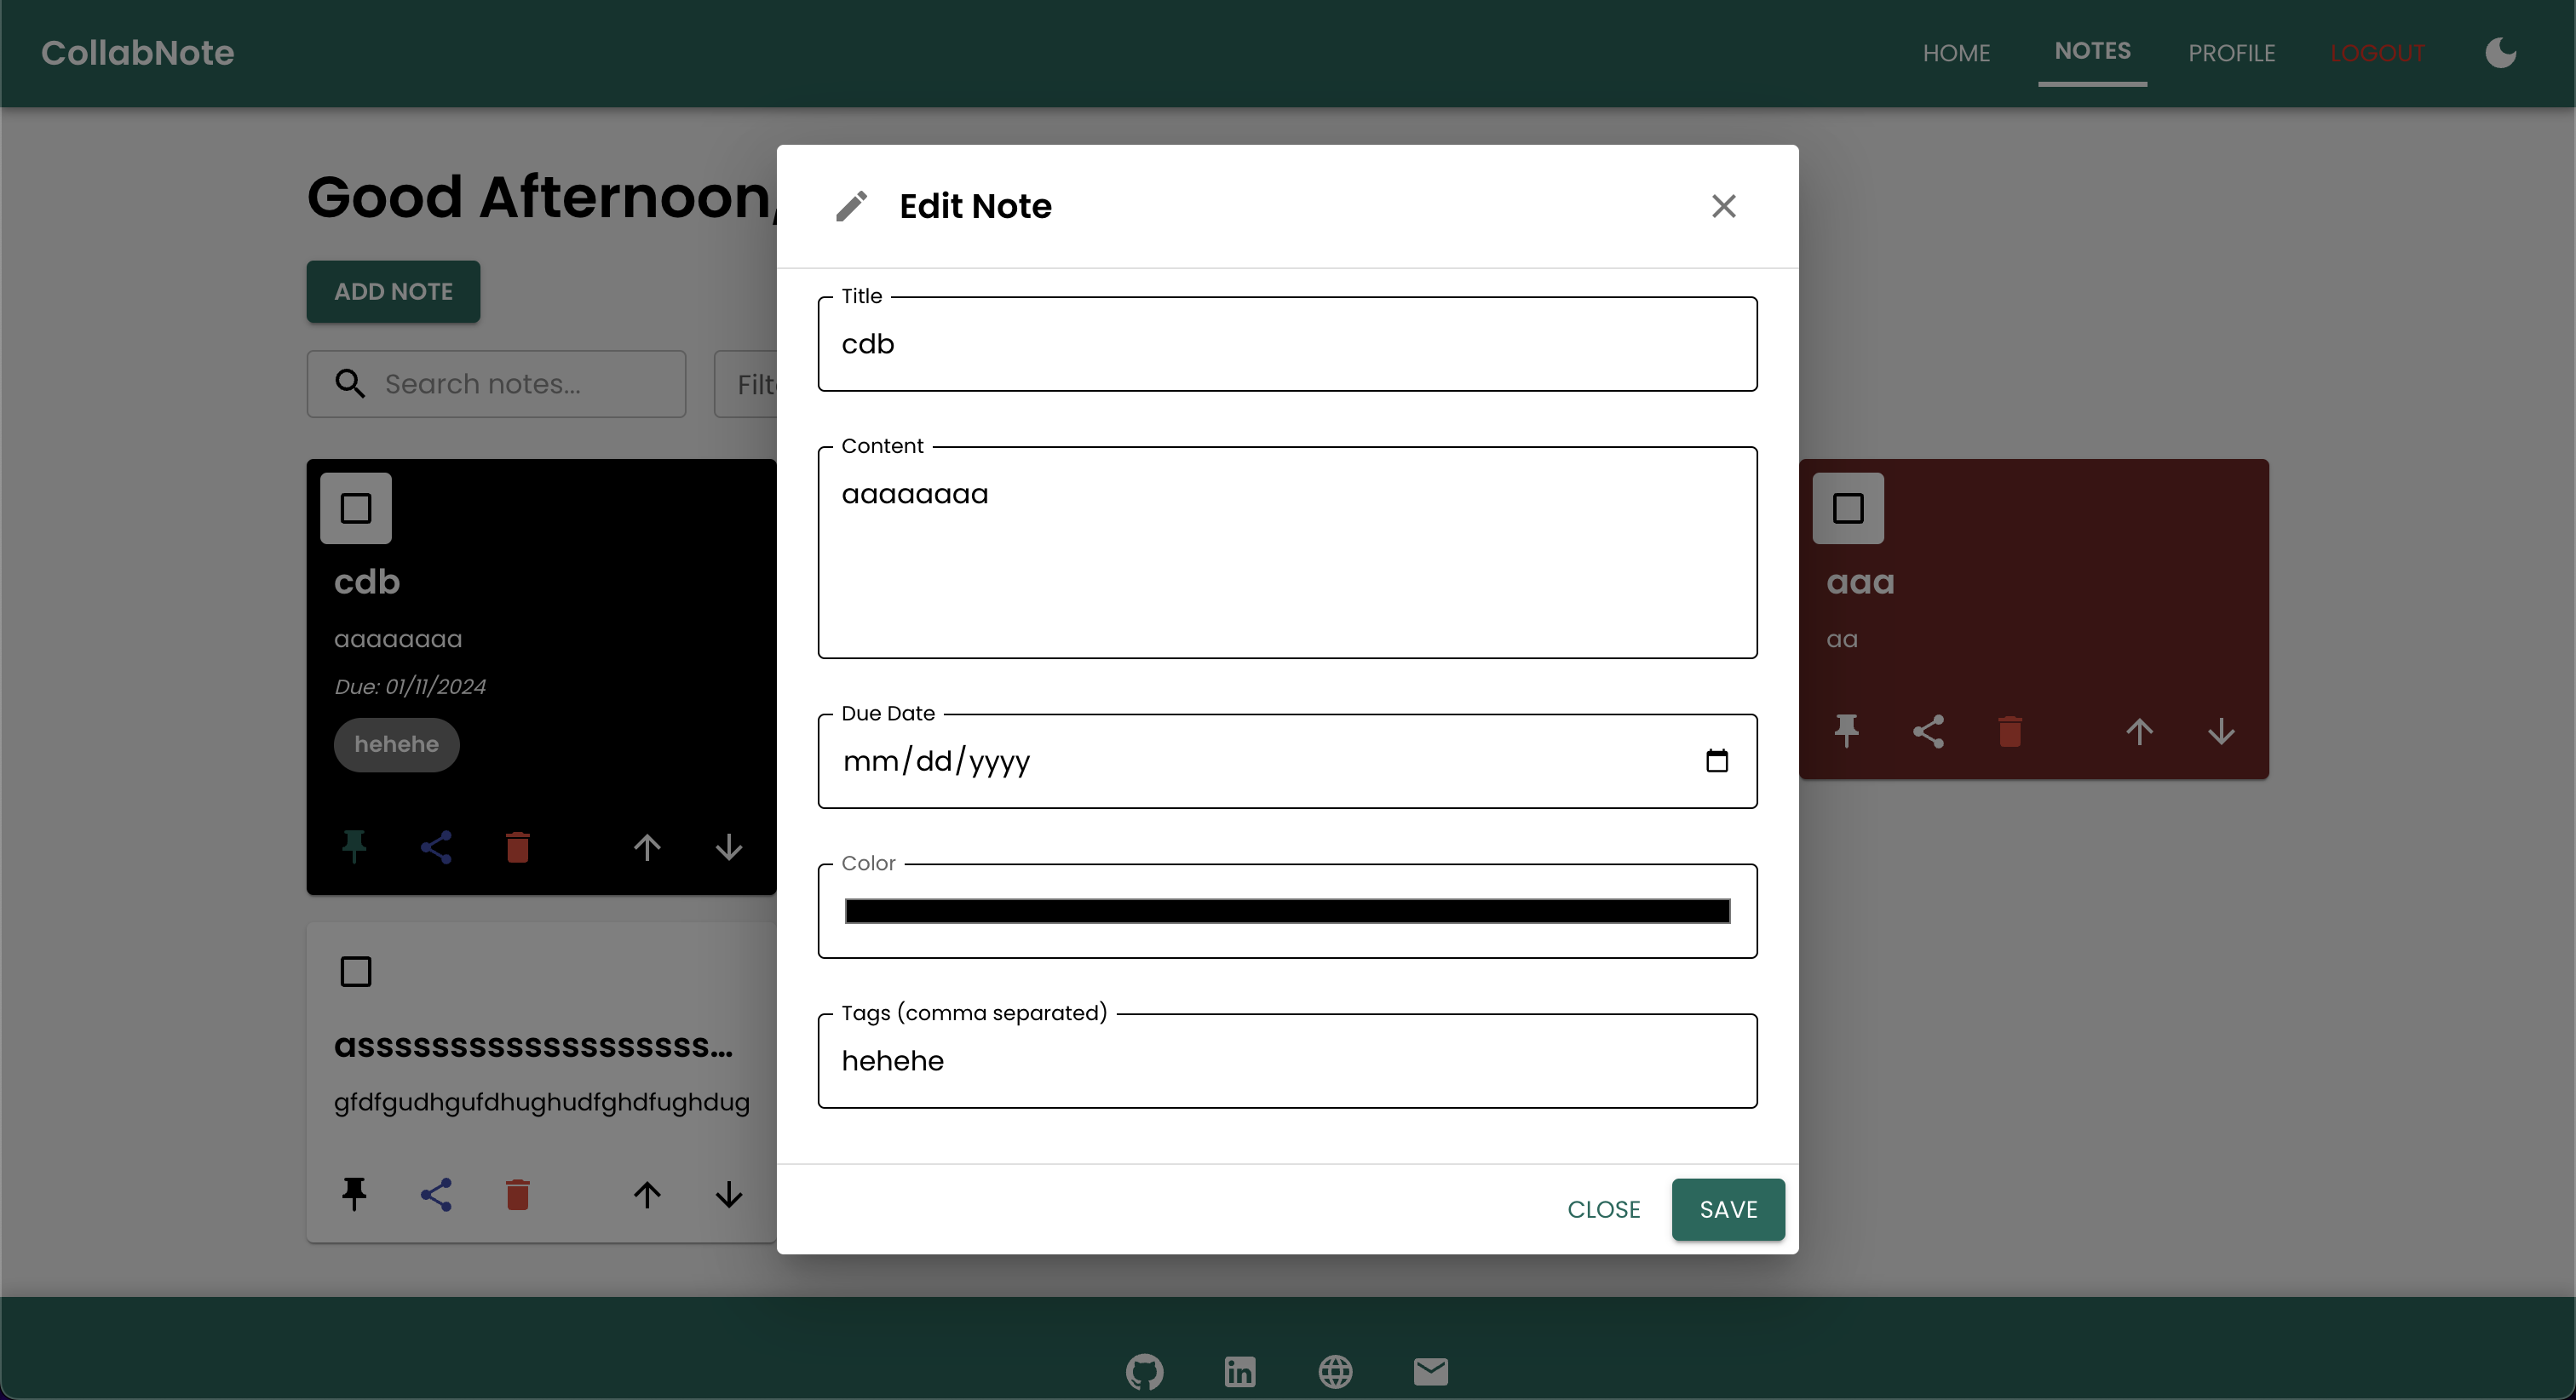 CollabNote
HOME
NOTES
PROFILE
LOGOUT
Good Afternoon,
ADD NOTE
Search notes...
cdb
aaaaaaaa
Due: 01/11/2024
hehehe
assssssssssssssssssss...
gfdfgudhgufdhughudfghdfughdug
Edit Note
Title
cdb
Content
aaaaaaaa
Due Date
mm/dd/yyyy
Color
Tags (comma separated)
hehehe
CLOSE
SAVE
aaa
aa